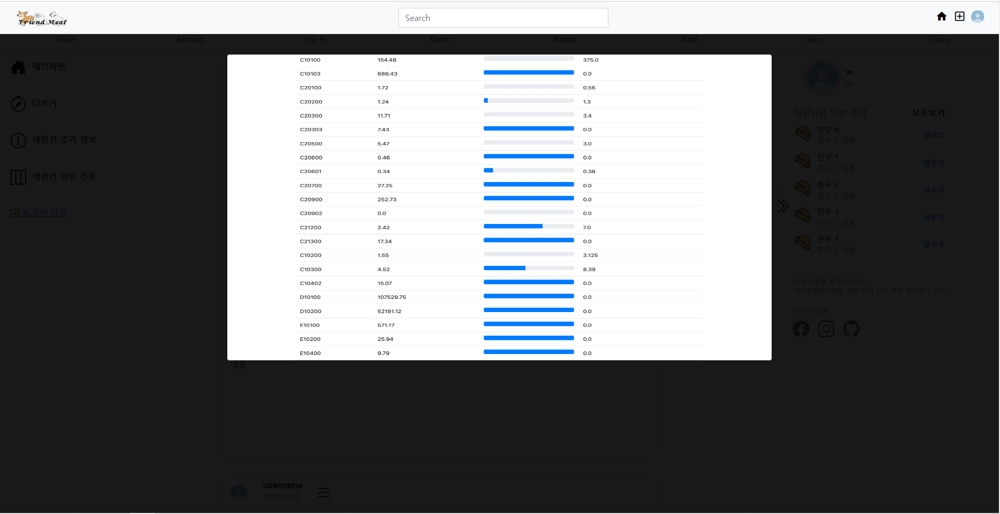 Friend Meal
Search
Alice Amand Joe H Kathr Natha Kaitl Alex Casey
메인화면
더보기
애완견 추가 정보
애완견 관련 건물
보고서 작성
C10100 154.48 375.0
C10103 686.43 0.0
C20100 1.72 0.56
C20200 1.24 1.3
C20300 11.71 3.4
C20303 7.43 0.0
C20500 5.47 3.0
C20600 0.46 0.0
C20601 0.34 0.38
C20700 27.25 0.0
C20900 252.73 0.0
C20902 0.0 0.0
C21200 2.42 7.0
C21300 17.34 0.0
C10200 1.55 3.125
C10300 4.52 8.39
C10402 15.07 0.0
D10100 107529.75 0.0
D10200 52191.12 0.0
E10100 571.17 0.0
E10200 25.94 0.0
E10400 9.79 0.0
내용
username
팔로워수 N명
w
w
회원님을 위한 추천 모두보기
친구 0
친구 0 내용
팔로우
친구 1
친구 1 내용
팔로우
친구 2
친구 2 내용
팔로우
친구 3
친구 3 내용
팔로우
친구 4
친구 4 내용
팔로우
소개 도움말 홍보센터 API
개인정보처리방침 약관 위치 인기 계정 해시태그 언어
Friend Meal